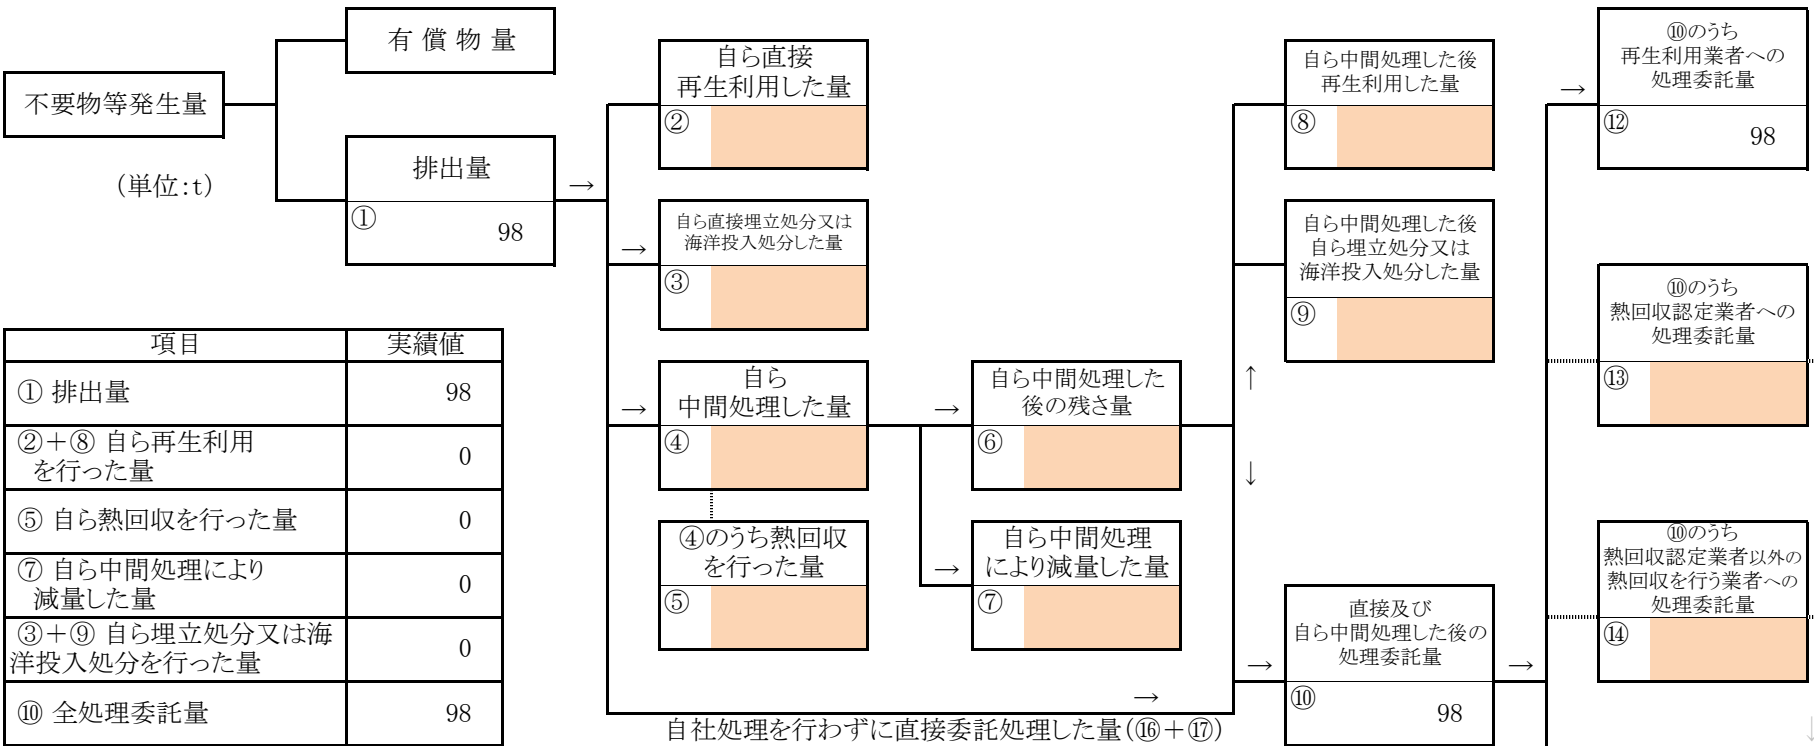 有 償 物 量
不要物等発生量
(単位:t)
排出量
①
98
→
自ら直接
再生利用した量
②
自ら直接埋立処分又は
海洋投入処分した量
→
③
自ら
中間処理した量
→
④
④のうち熱回収
を行った量
⑤
→
自ら中間処理した
後の残さ量
⑥
→
自ら中間処理
により減量した量
⑦
自ら中間処理した後
再生利用した量
⑧
自ら中間処理した後
自ら埋立処分又は
海洋投入処分した量
⑨
↑
↓
→
直接及び
自ら中間処理した後の
処理委託量
⑩
98
→
→
自社処理を行わずに直接委託処理した量(⑯+⑰)
→
⑩のうち
再生利用業者への
処理委託量
⑫
98
⑩のうち
熱回収認定業者への
処理委託量
⑬
⑩のうち
熱回収認定業者以外の
熱回収を行う業者への
処理委託量
⑭
↓
項目 実績値
① 排出量 98
②+⑧ 自ら再生利用
を行った量 0
⑤ 自ら熱回収を行った量 0
⑦ 自ら中間処理により
減量した量 0
③+⑨ 自ら埋立処分又は海
洋投入処分を行った量 0
⑩ 全処理委託量 98